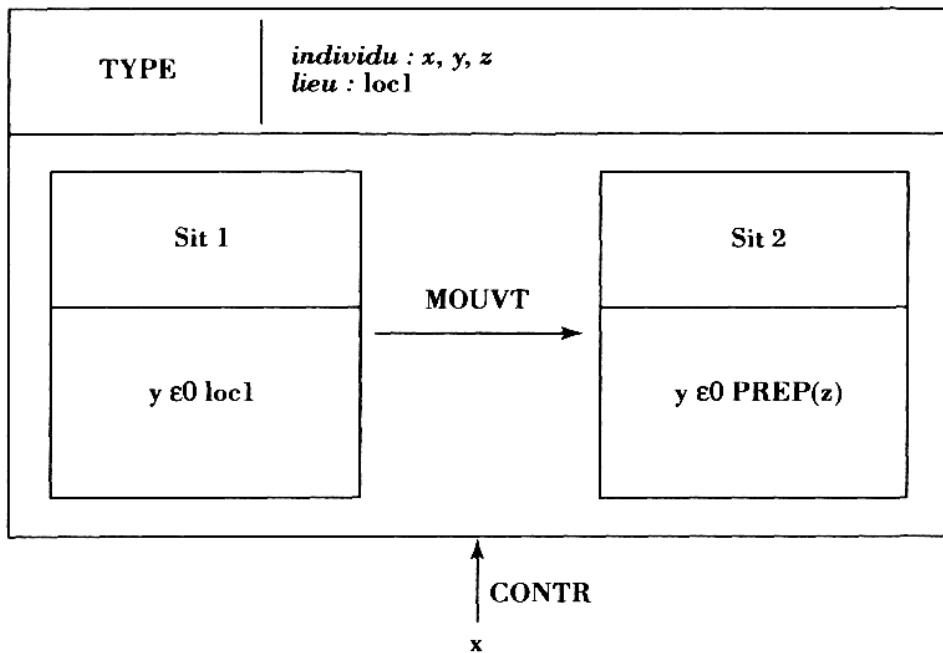 TYPE
individu : x, y, z
lieu : loc1
Sit 1
MOUVT
Sit 2
y ε0 loc1
y ε0 PREP(z)
CONTR
x